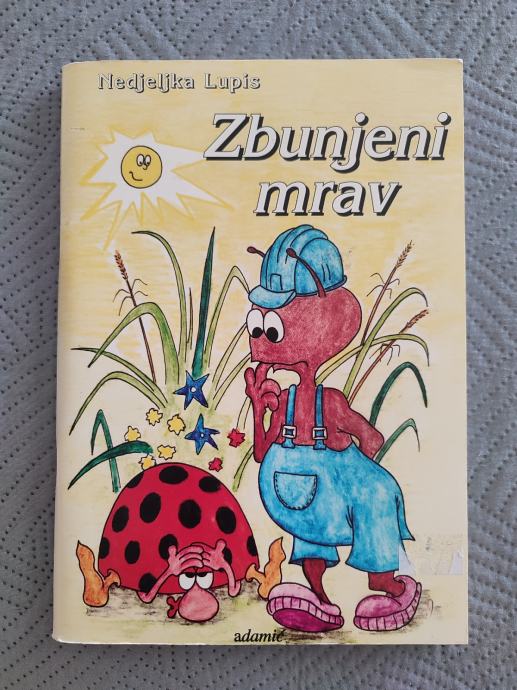 Nedjeljka Lupis
Zbunjeni
mrav
adamić